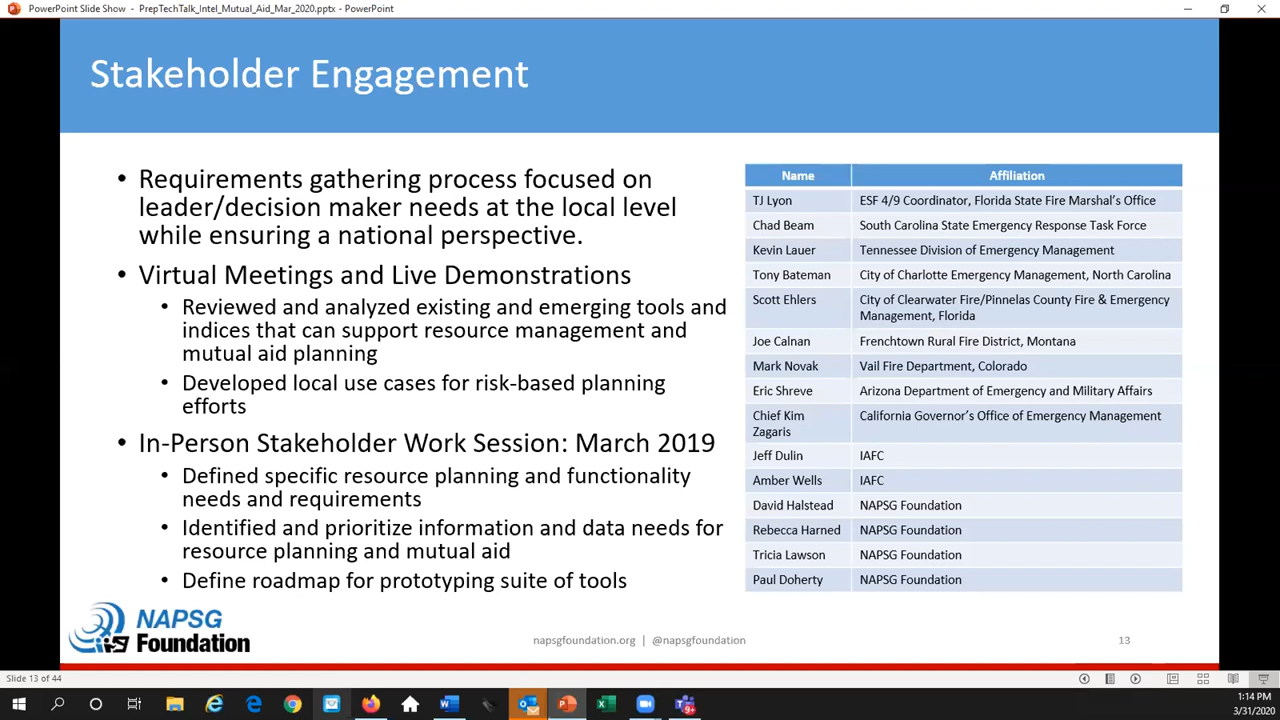 PowerPoint Slide Show - PrepTechTalk_Intel_Mutual_Aid_Mar_2020.pptx - PowerPoint
Stakeholder Engagement
• Requirements gathering process focused on
leader/decision maker needs at the local level
while ensuring a national perspective.
• Virtual Meetings and Live Demonstrations
• Reviewed and analyzed existing and emerging tools and
indices that can support resource management and
mutual aid planning
• Developed local use cases for risk-based planning
efforts
• In-Person Stakeholder Work Session: March 2019
• Defined specific resource planning and functionality
needs and requirements
• Identified and prioritize information and data needs for
resource planning and mutual aid
• Define roadmap for prototyping suite of tools
Name Affiliation
TJ Lyon ESF 4/9 Coordinator, Florida State Fire Marshal's Office
Chad Beam South Carolina State Emergency Response Task Force
Kevin Lauer Tennessee Division of Emergency Management
Tony Bateman City of Charlotte Emergency Management, North Carolina
Scott Ehlers City of Clearwater Fire/Pinnelas County Fire & Emergency
Management, Florida
Joe Calnan Frenchtown Rural Fire District, Montana
Mark Novak Vail Fire Department, Colorado
Eric Shreve Arizona Department of Emergency and Military Affairs
Chief Kim California Governor's Office of Emergency Management
Zagaris
Jeff Dulin IAFC
Amber Wells IAFC
David Halstead NAPSG Foundation
Rebecca Harned NAPSG Foundation
Tricia Lawson NAPSG Foundation
Paul Doherty NAPSG Foundation
NAPSG
Foundation
napsgfoundation.org | @napsgfoundation
13
Slide 13 of 44
9+
1:14 PM
3/31/2020